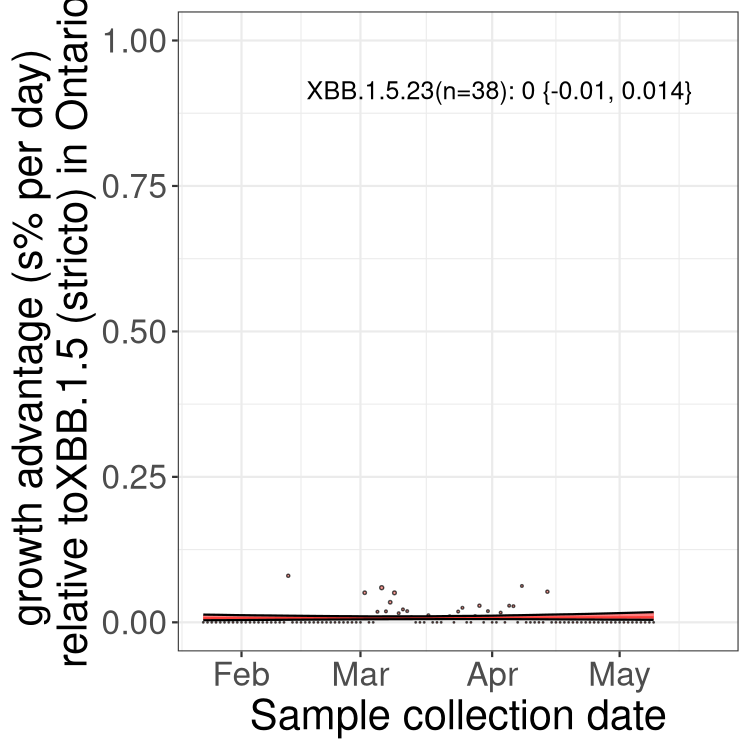 growth advantage (s% per day)
relative toXBB.1.5 (stricto) in Ontario
1.00
XBB.1.5.23(n=38): 0 {-0.01, 0.014}
0.75
0.50
0.25
0.00
Feb Mar Apr May
Sample collection date